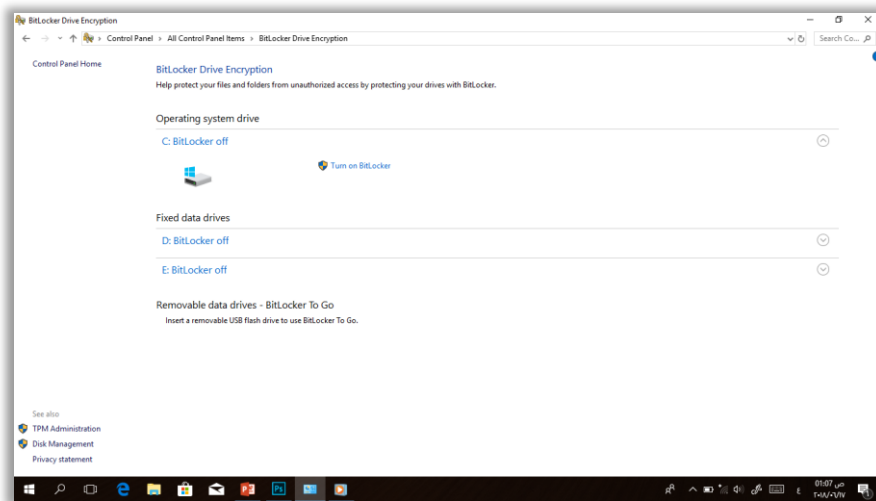 BitLocker Drive Encryption
Control Panel > All Control Panel Items > BitLocker Drive Encryption
Search Co...
Control Panel Home
BitLocker Drive Encryption
Help protect your files and folders from unauthorized access by protecting your drives with BitLocker.
Operating system drive
C: BitLocker off
Turn on BitLocker
Fixed data drives
D: BitLocker off
E: BitLocker off
Removable data drives - BitLocker To Go
Insert a removable USB flash drive to use BitLocker To Go.
See also
TPM Administration
Disk Management
Privacy statement
ع
01:07 ص